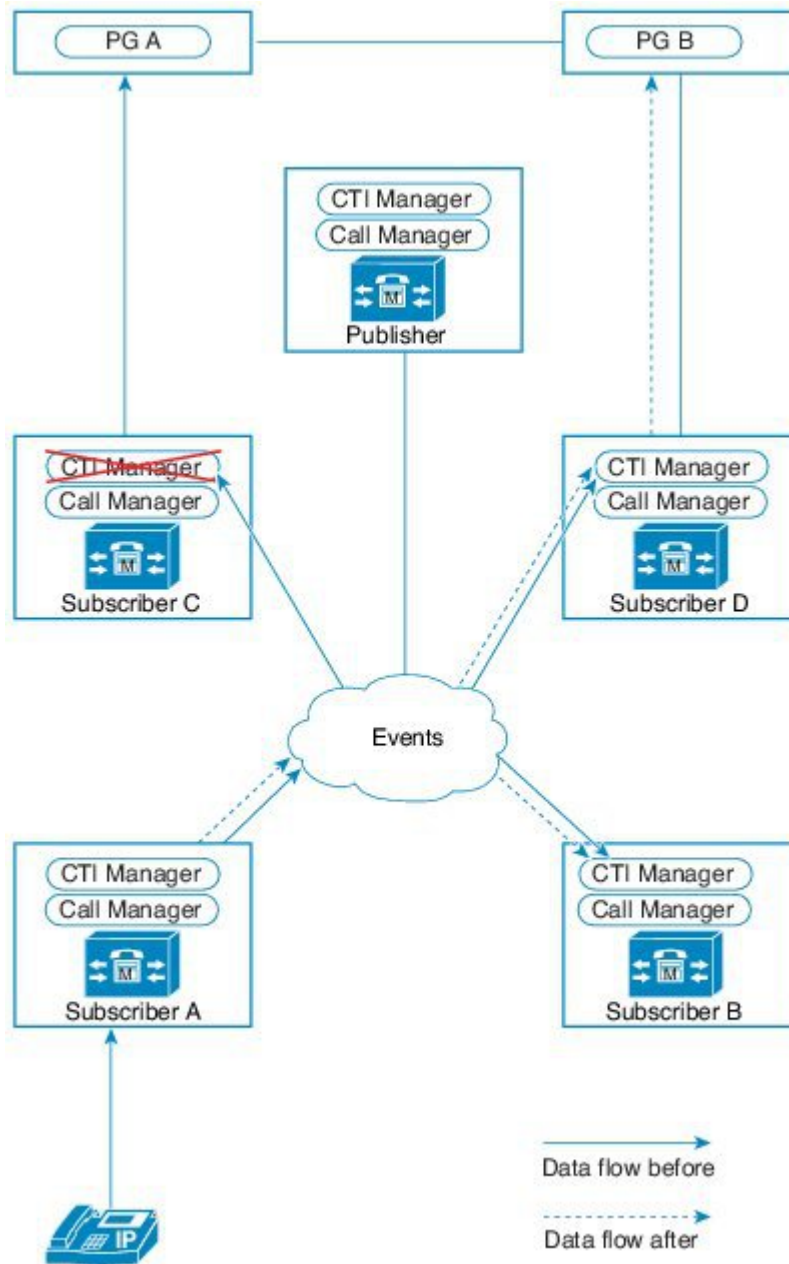 PG A
PG B
CTI Manager
Call Manager
M
Publisher
CTI Manager
Call Manager
M
Subscriber C
CTI Manager
Call Manager
M
Subscriber D
Events
CTI Manager
Call Manager
M
Subscriber A
CTI Manager
Call Manager
M
Subscriber B
IP
Data flow before
Data flow after